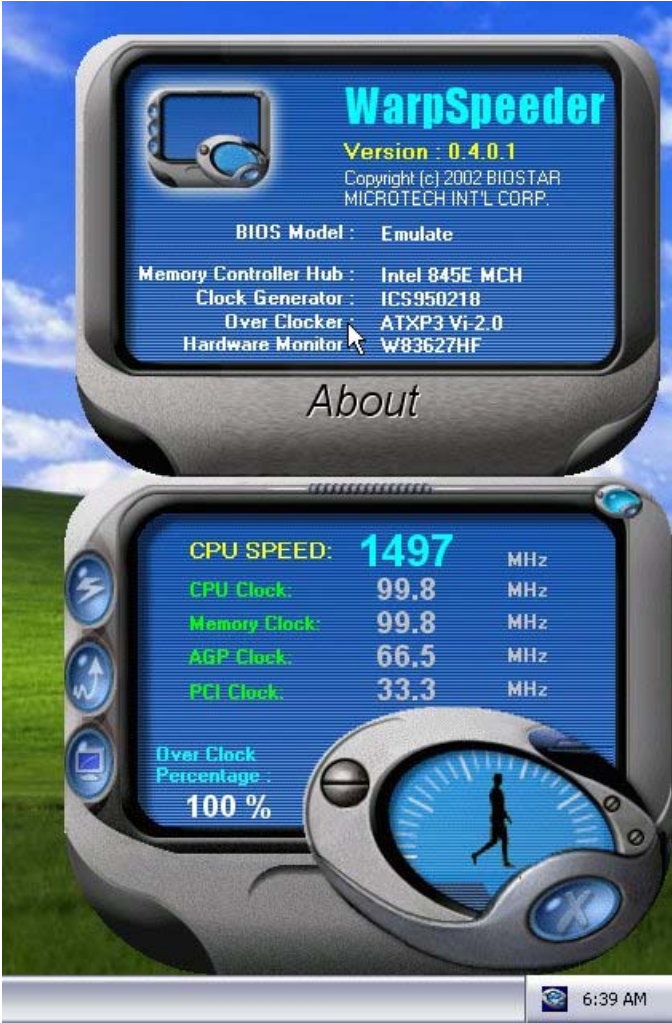 WarpSpeeder
Version : 0.4.0.1
Copyright (c) 2002 BIOSTAR
MICROTECH INT'L CORP.
BIOS Model : Emulate
Memory Controller Hub : Intel 845E MCH
Clock Generator : ICS950218
Over Clocker : ATXP3 Vi-2.0
Hardware Monitor W83627HF
About
CPU SPEED: 1497 MHz
CPU Clock: 99.8 MHz
Memory Clock: 99.8 MHz
AGP Clock: 66.5 MHz
PCI Clock: 33.3 MHz
Over Clock
Percentage :
100 %
X
6:39 AM